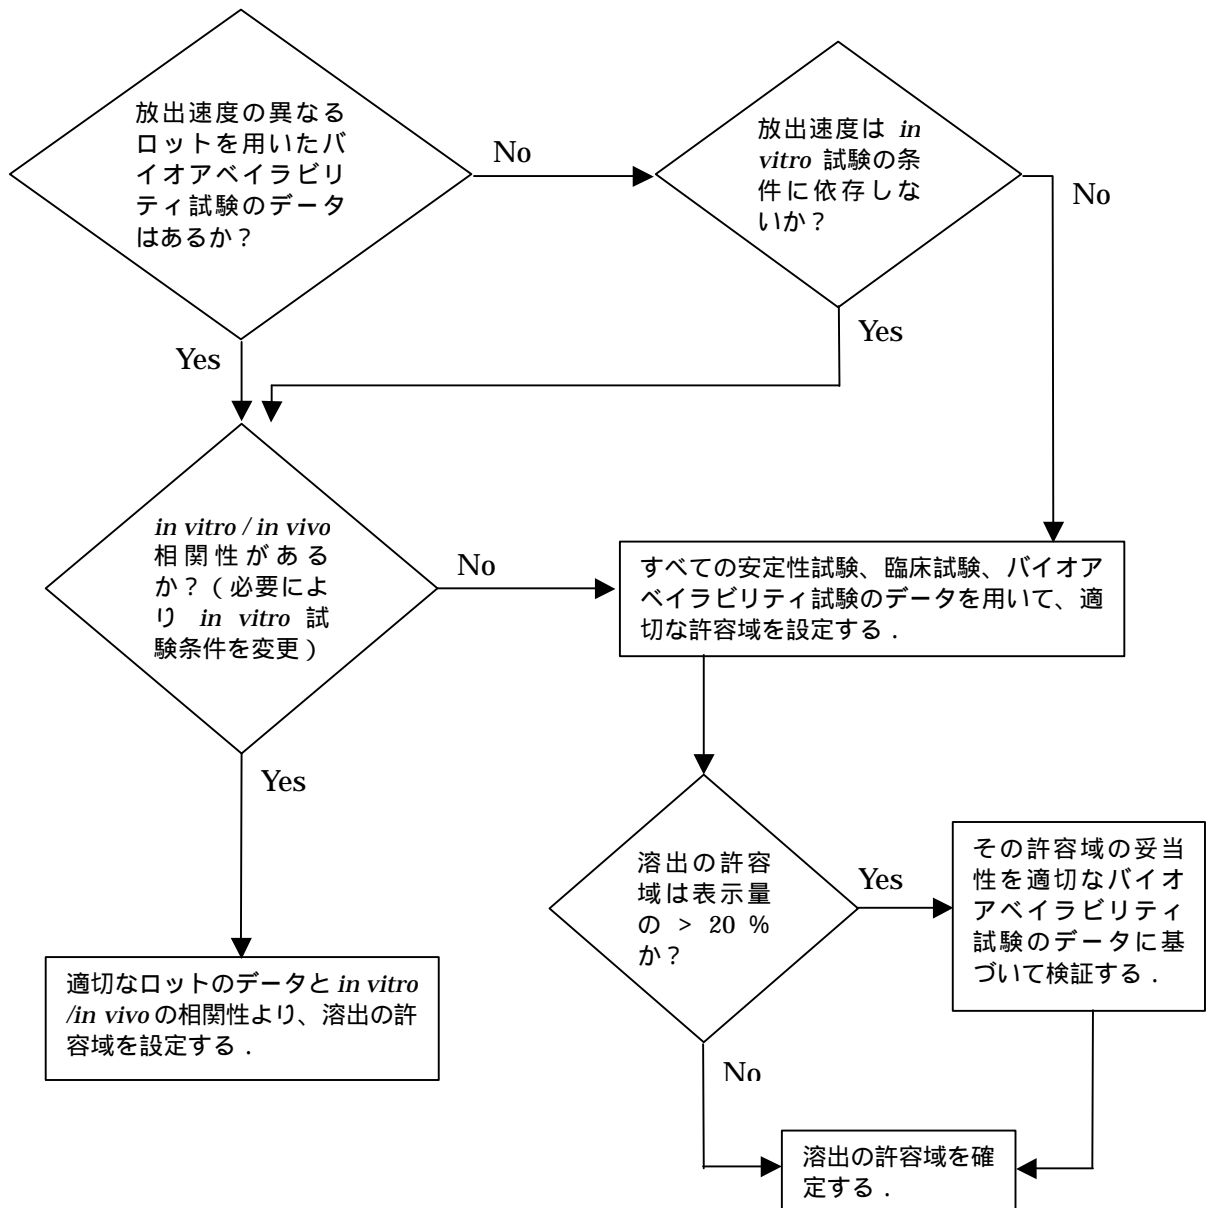 放出速度の異なる
ロットを用いたバ
イオアベイラビリ
ティ試験のデータ
はあるか？
No
放出速度は in
vitro 試験の条
件に依存しな
いか？
No
Yes
Yes
in vitro / in vivo
相関性がある
か？（必要によ
り in vitro 試
験条件を変更）
No
すべての安定性試験、臨床試験、バイオア
ベイラビリティ試験のデータを用いて、適
切な許容域を設定する．
Yes
溶出の許容
域は表示量
の > 20 %
か？
Yes
その許容域の妥当
性を適切なバイオ
アベイラビリティ
試験のデータに基
づいて検証する．
適切なロットのデータと in vitro
/in vivo の相関性より、溶出の許
容域を設定する．
No
溶出の許容域を確
定する．